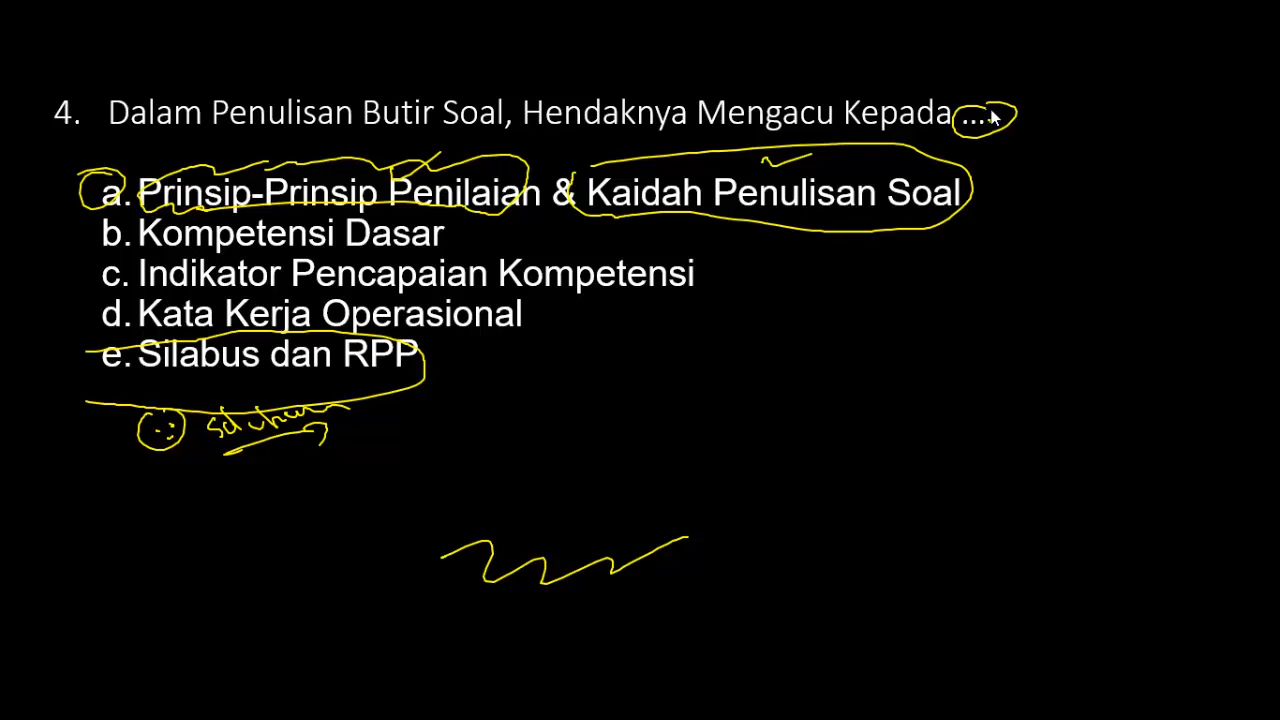 4. Dalam Penulisan Butir Soal, Hendaknya Mengacu Kepada ....
a. Prinsip-Prinsip Penilaian & Kaidah Penulisan Soal
b. Kompetensi Dasar
c. Indikator Pencapaian Kompetensi
d. Kata Kerja Operasional
e. Silabus dan RPP